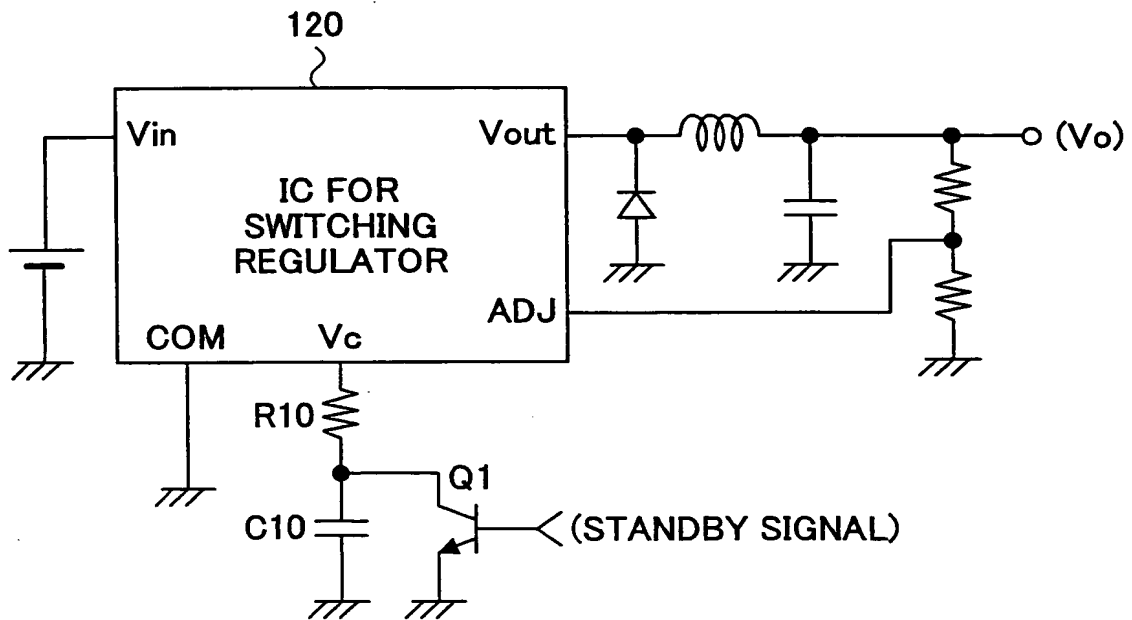 120
Vin
Vout
(Vo)
IC FOR
SWITCHING
REGULATOR
ADJ
COM
Vc
R10
Q1
C10
(STANDBY SIGNAL)